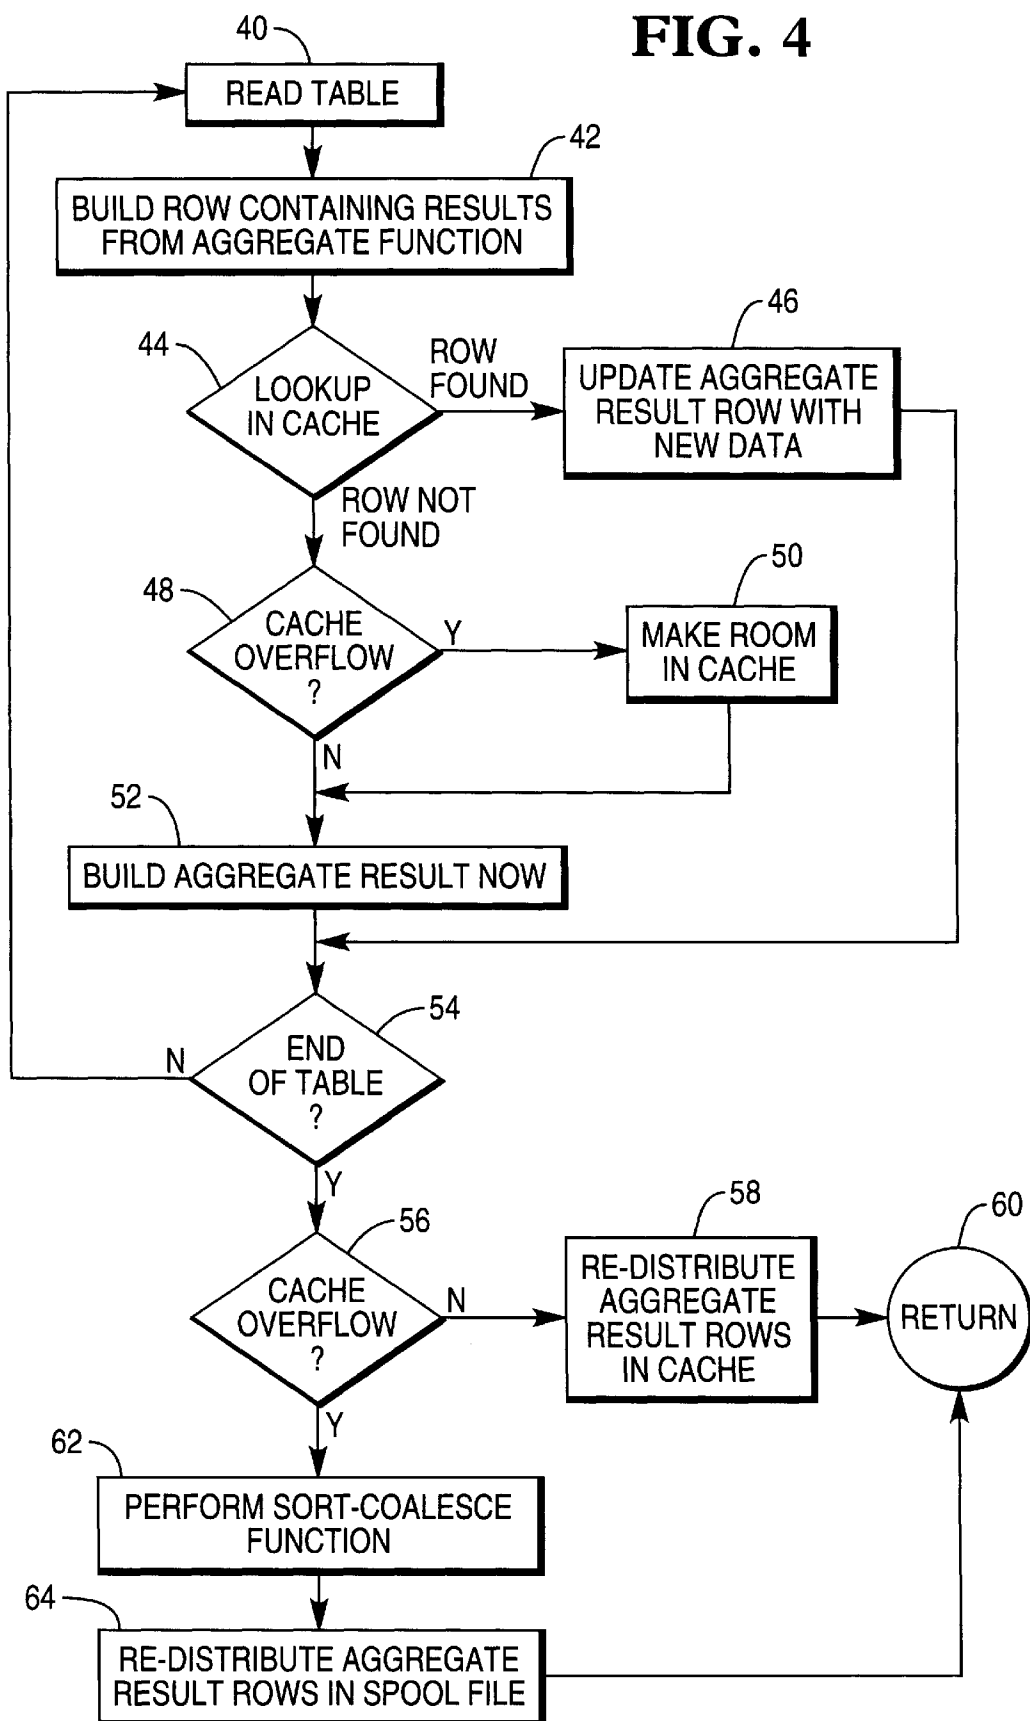 FIG. 4
40
READ TABLE
42
BUILD ROW CONTAINING RESULTS
FROM AGGREGATE FUNCTION
44
LOOKUP
IN CACHE
ROW
FOUND
46
UPDATE AGGREGATE
RESULT ROW WITH
NEW DATA
ROW NOT
FOUND
48
CACHE
OVERFLOW
?
Y
50
MAKE ROOM
IN CACHE
N
52
BUILD AGGREGATE RESULT NOW
54
END
OF TABLE
?
N
Y
56
CACHE
OVERFLOW
?
N
58
RE-DISTRIBUTE
AGGREGATE
RESULT ROWS
IN CACHE
60
RETURN
Y
62
PERFORM SORT-COALESCE
FUNCTION
64
RE-DISTRIBUTE AGGREGATE
RESULT ROWS IN SPOOL FILE